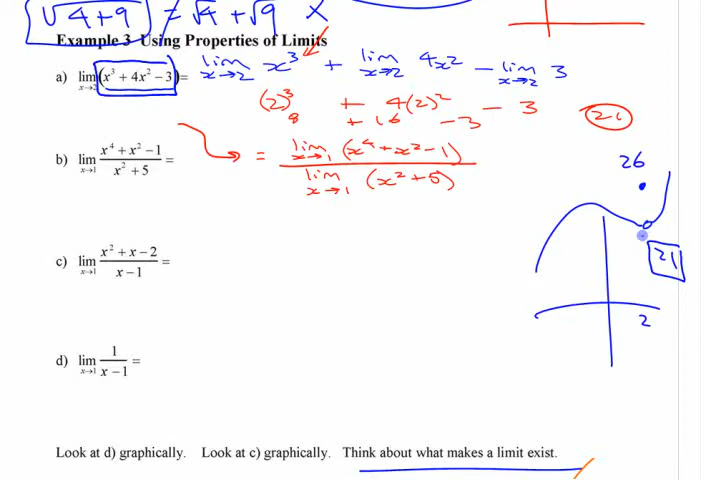 √4+9 ≠ √4 + √9 ×
Example 3 Using Properties of Limits
a) lim x→2 (x³ + 4x² − 3) = lim x→2 x³ + lim x→2 4x² − lim x→2 3
(2)³ + 4(2)² − 3
8 + 16 − 3 21
b) lim x→1 x⁴ + x² − 1 / x² + 5 = = lim x→1 (x⁴ + x² − 1) / lim x→1 (x² + 5)
26
21
2
c) lim x→1 x² + x − 2 / x − 1 =
d) lim x→1 1 / x − 1 =
Look at d) graphically. Look at c) graphically. Think about what makes a limit exist.